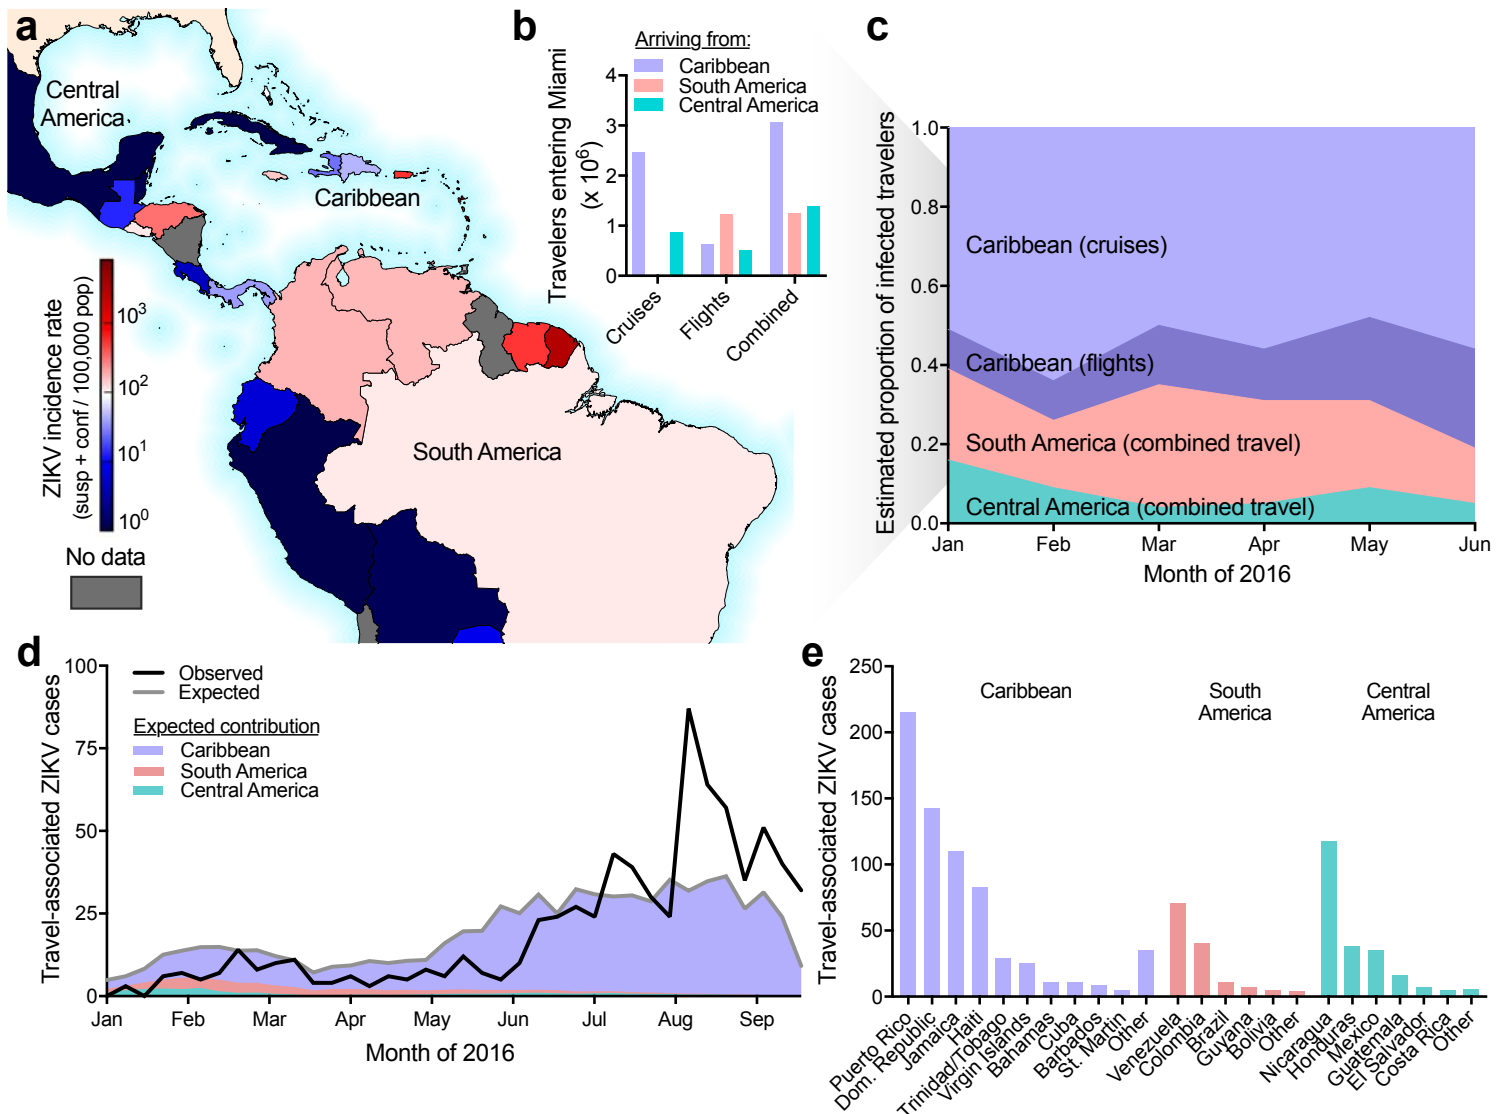 a
Central
America
Caribbean
South America
ZIKV incidence rate
(susp + conf / 100,000 pop)
10^3
10^2
10^1
10^0
No data
b
Arriving from:
Caribbean
South America
Central America
Travelers entering Miami
(x 10^6)
4
3
2
1
0
Cruises
Flights
Combined
c
Estimated proportion of infected travelers
1.0
0.8
0.6
0.4
0.2
0.0
Caribbean (cruises)
Caribbean (flights)
South America (combined travel)
Central America (combined travel)
Jan
Feb
Mar
Apr
May
Jun
Month of 2016
d
Travel-associated ZIKV cases
100
75
50
25
0
Observed
Expected
Expected contribution
Caribbean
South America
Central America
Jan
Feb
Mar
Apr
May
Jun
Jul
Aug
Sep
Month of 2016
e
Travel-associated ZIKV cases
250
200
150
100
50
0
Caribbean
South
America
Central
America
Puerto Rico
Dom. Republic
Jamaica
Haiti
Trinidad/Tobago
Virgin Islands
Bahamas
Cuba
Barbados
St. Martin
Other
Venezuela
Colombia
Brazil
Guyana
Bolivia
Other
Nicaragua
Honduras
Mexico
Guatemala
El Salvador
Costa Rica
Other